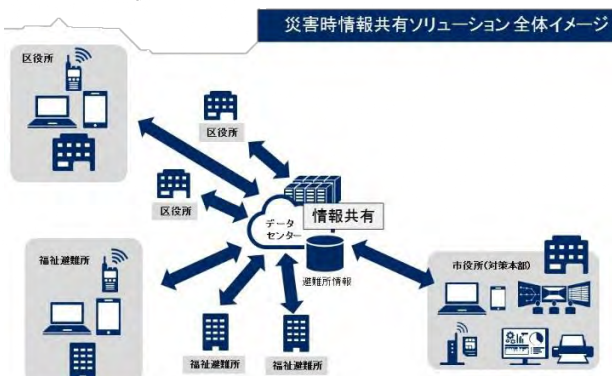 災害時情報共有ソリューション 全体イメージ
区役所
区役所
区役所
データ
センター
情報共有
避難所情報
福祉避難所
福祉避難所
福祉避難所
市役所(対策本部)